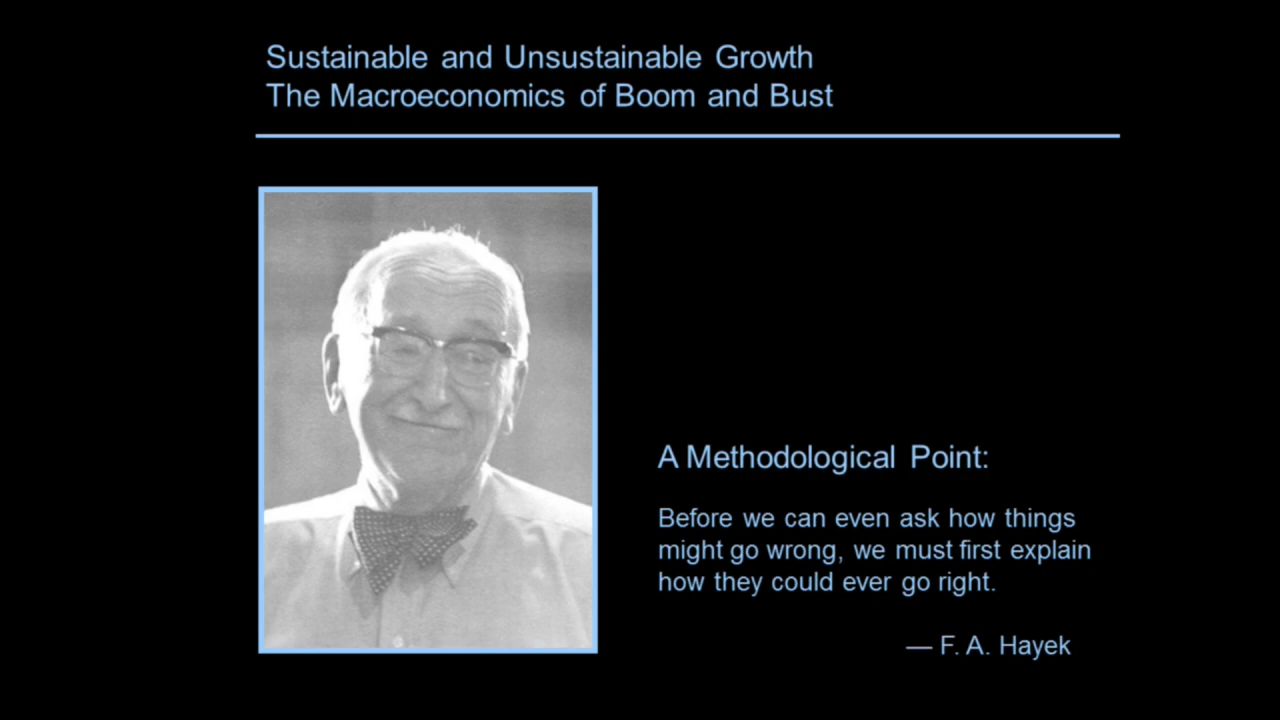 Sustainable and Unsustainable Growth
The Macroeconomics of Boom and Bust
A Methodological Point:
Before we can even ask how things
might go wrong, we must first explain
how they could ever go right.
— F. A. Hayek